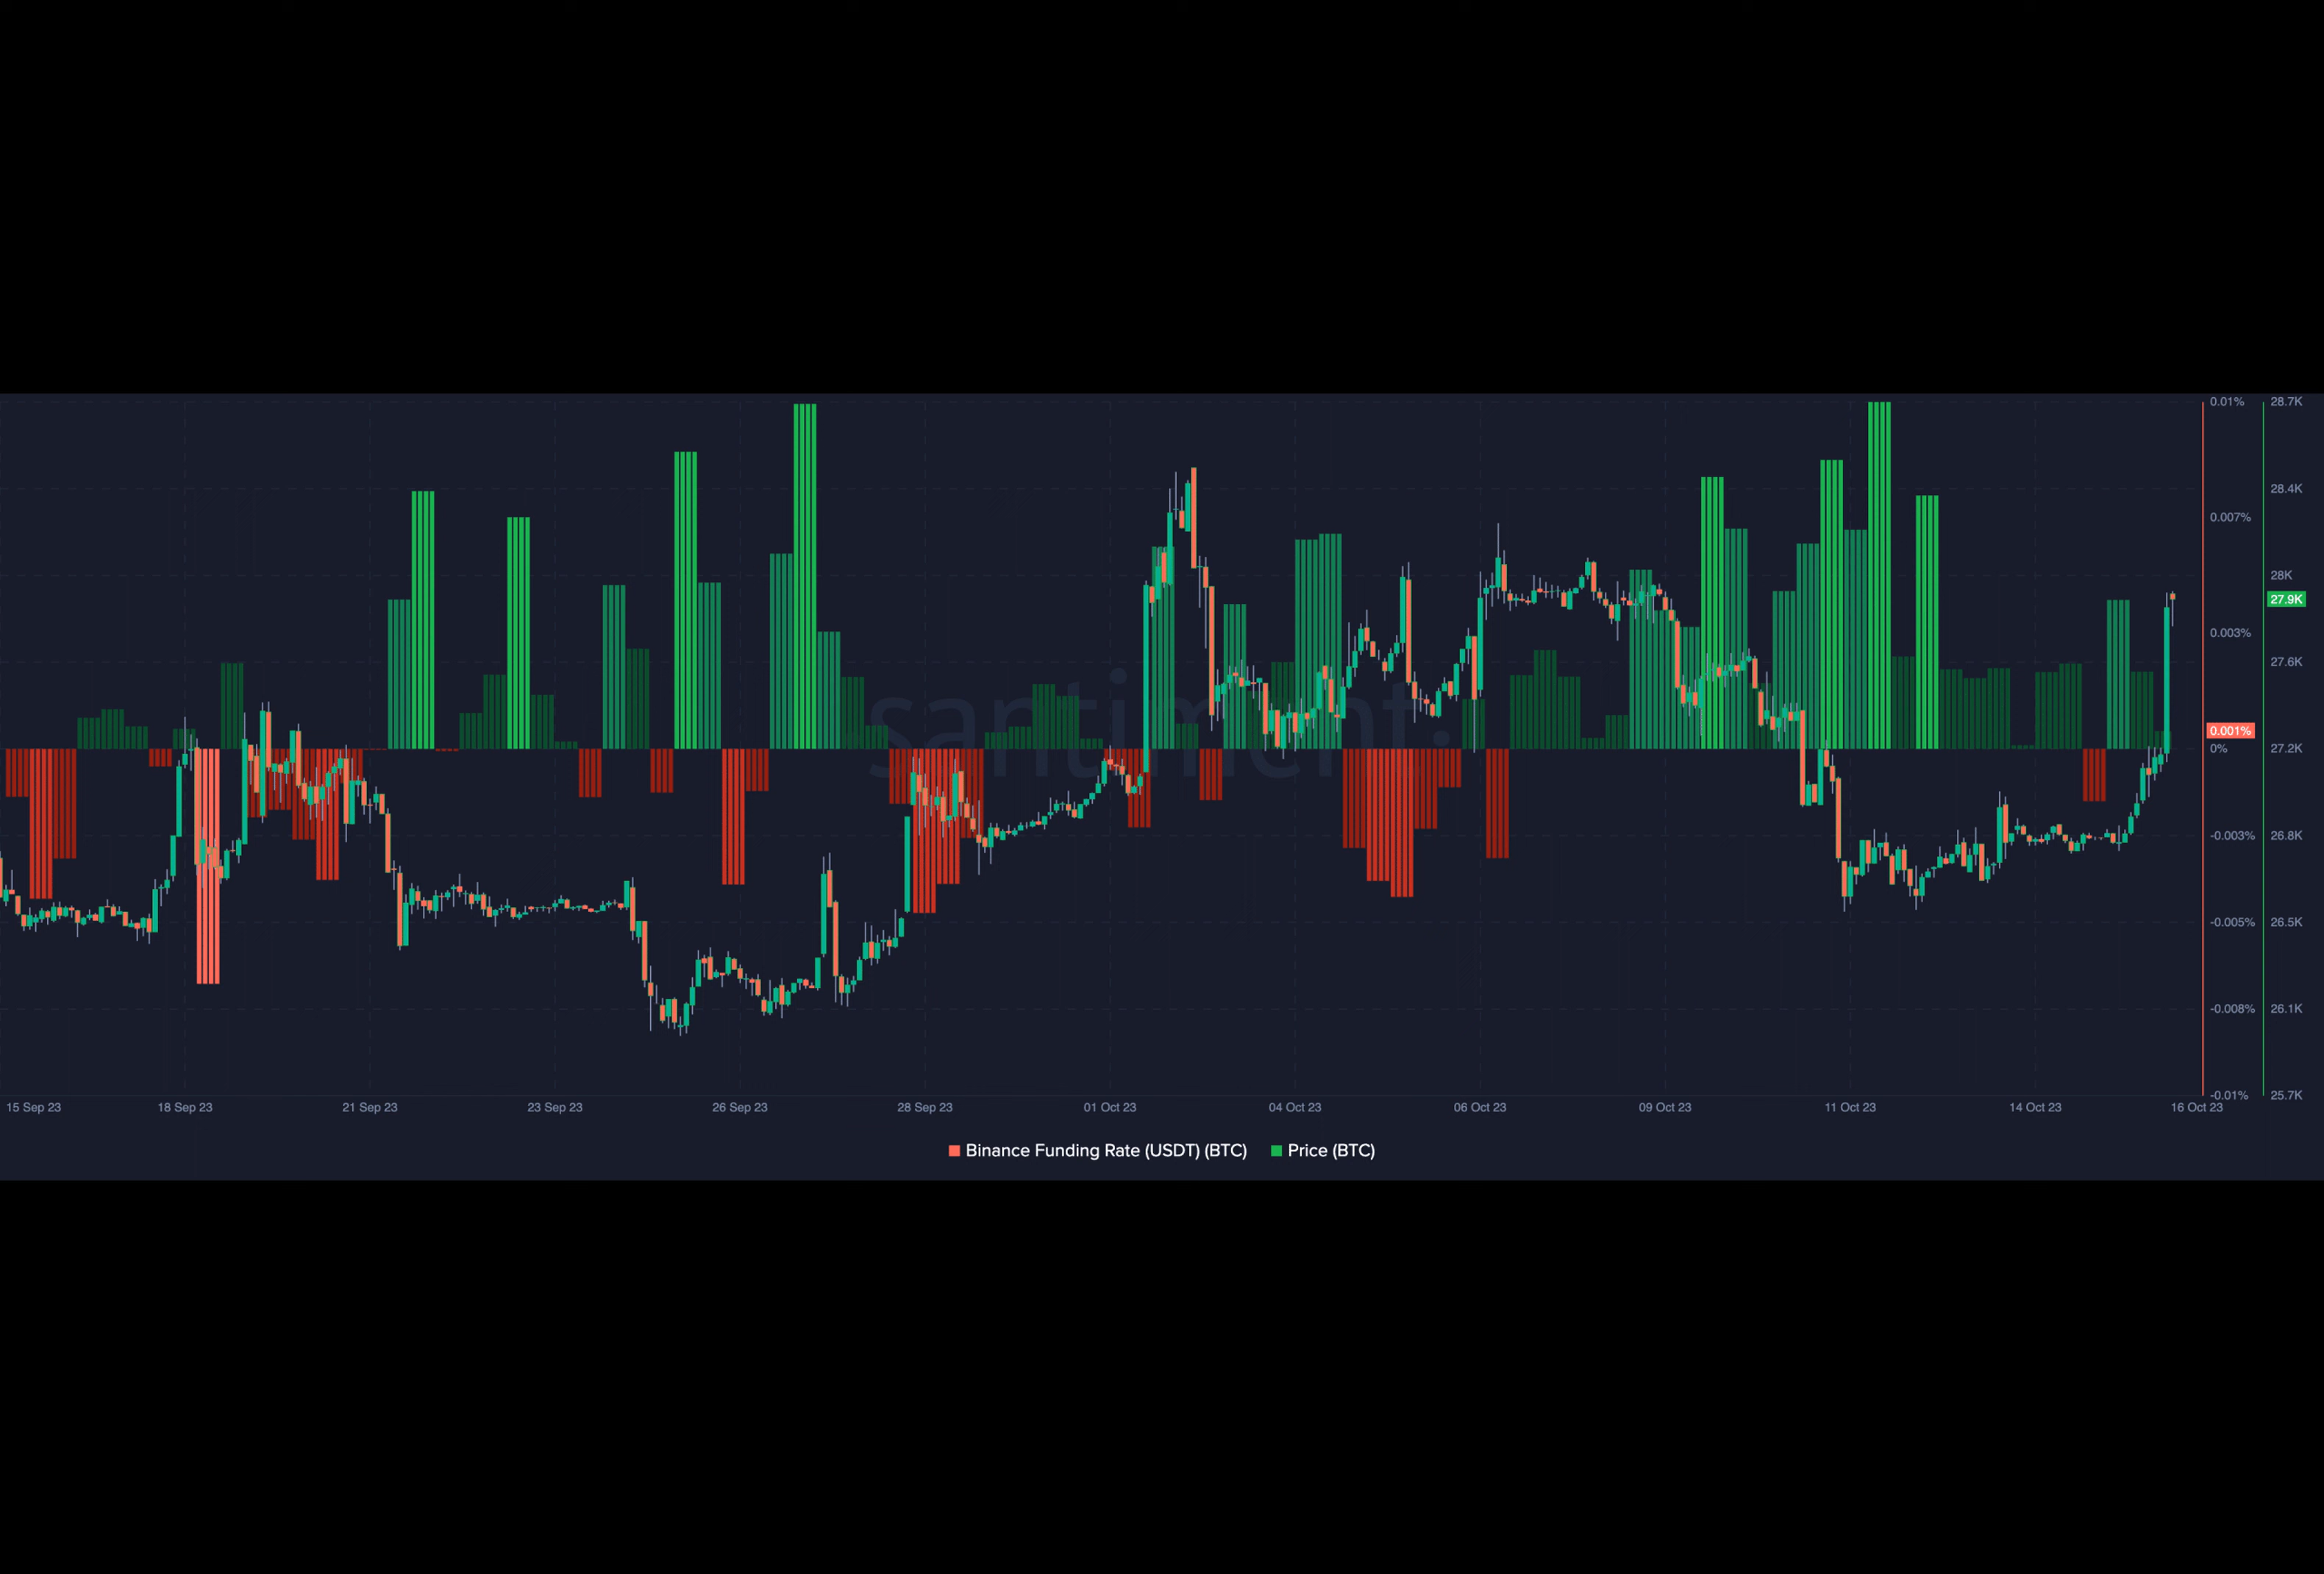 santiment.
0.01% 28.7K
28.4K
0.007%
28K
27.9K
0.003%
27.6K
0.001%
0% 27.2K
-0.003% 26.8K
-0.005% 26.5K
-0.008% 26.1K
-0.01% 25.7K
15 Sep 23 18 Sep 23 21 Sep 23 23 Sep 23 26 Sep 23 28 Sep 23 01 Oct 23 04 Oct 23 06 Oct 23 09 Oct 23 11 Oct 23 14 Oct 23 16 Oct 23
Binance Funding Rate (USDT) (BTC) Price (BTC)